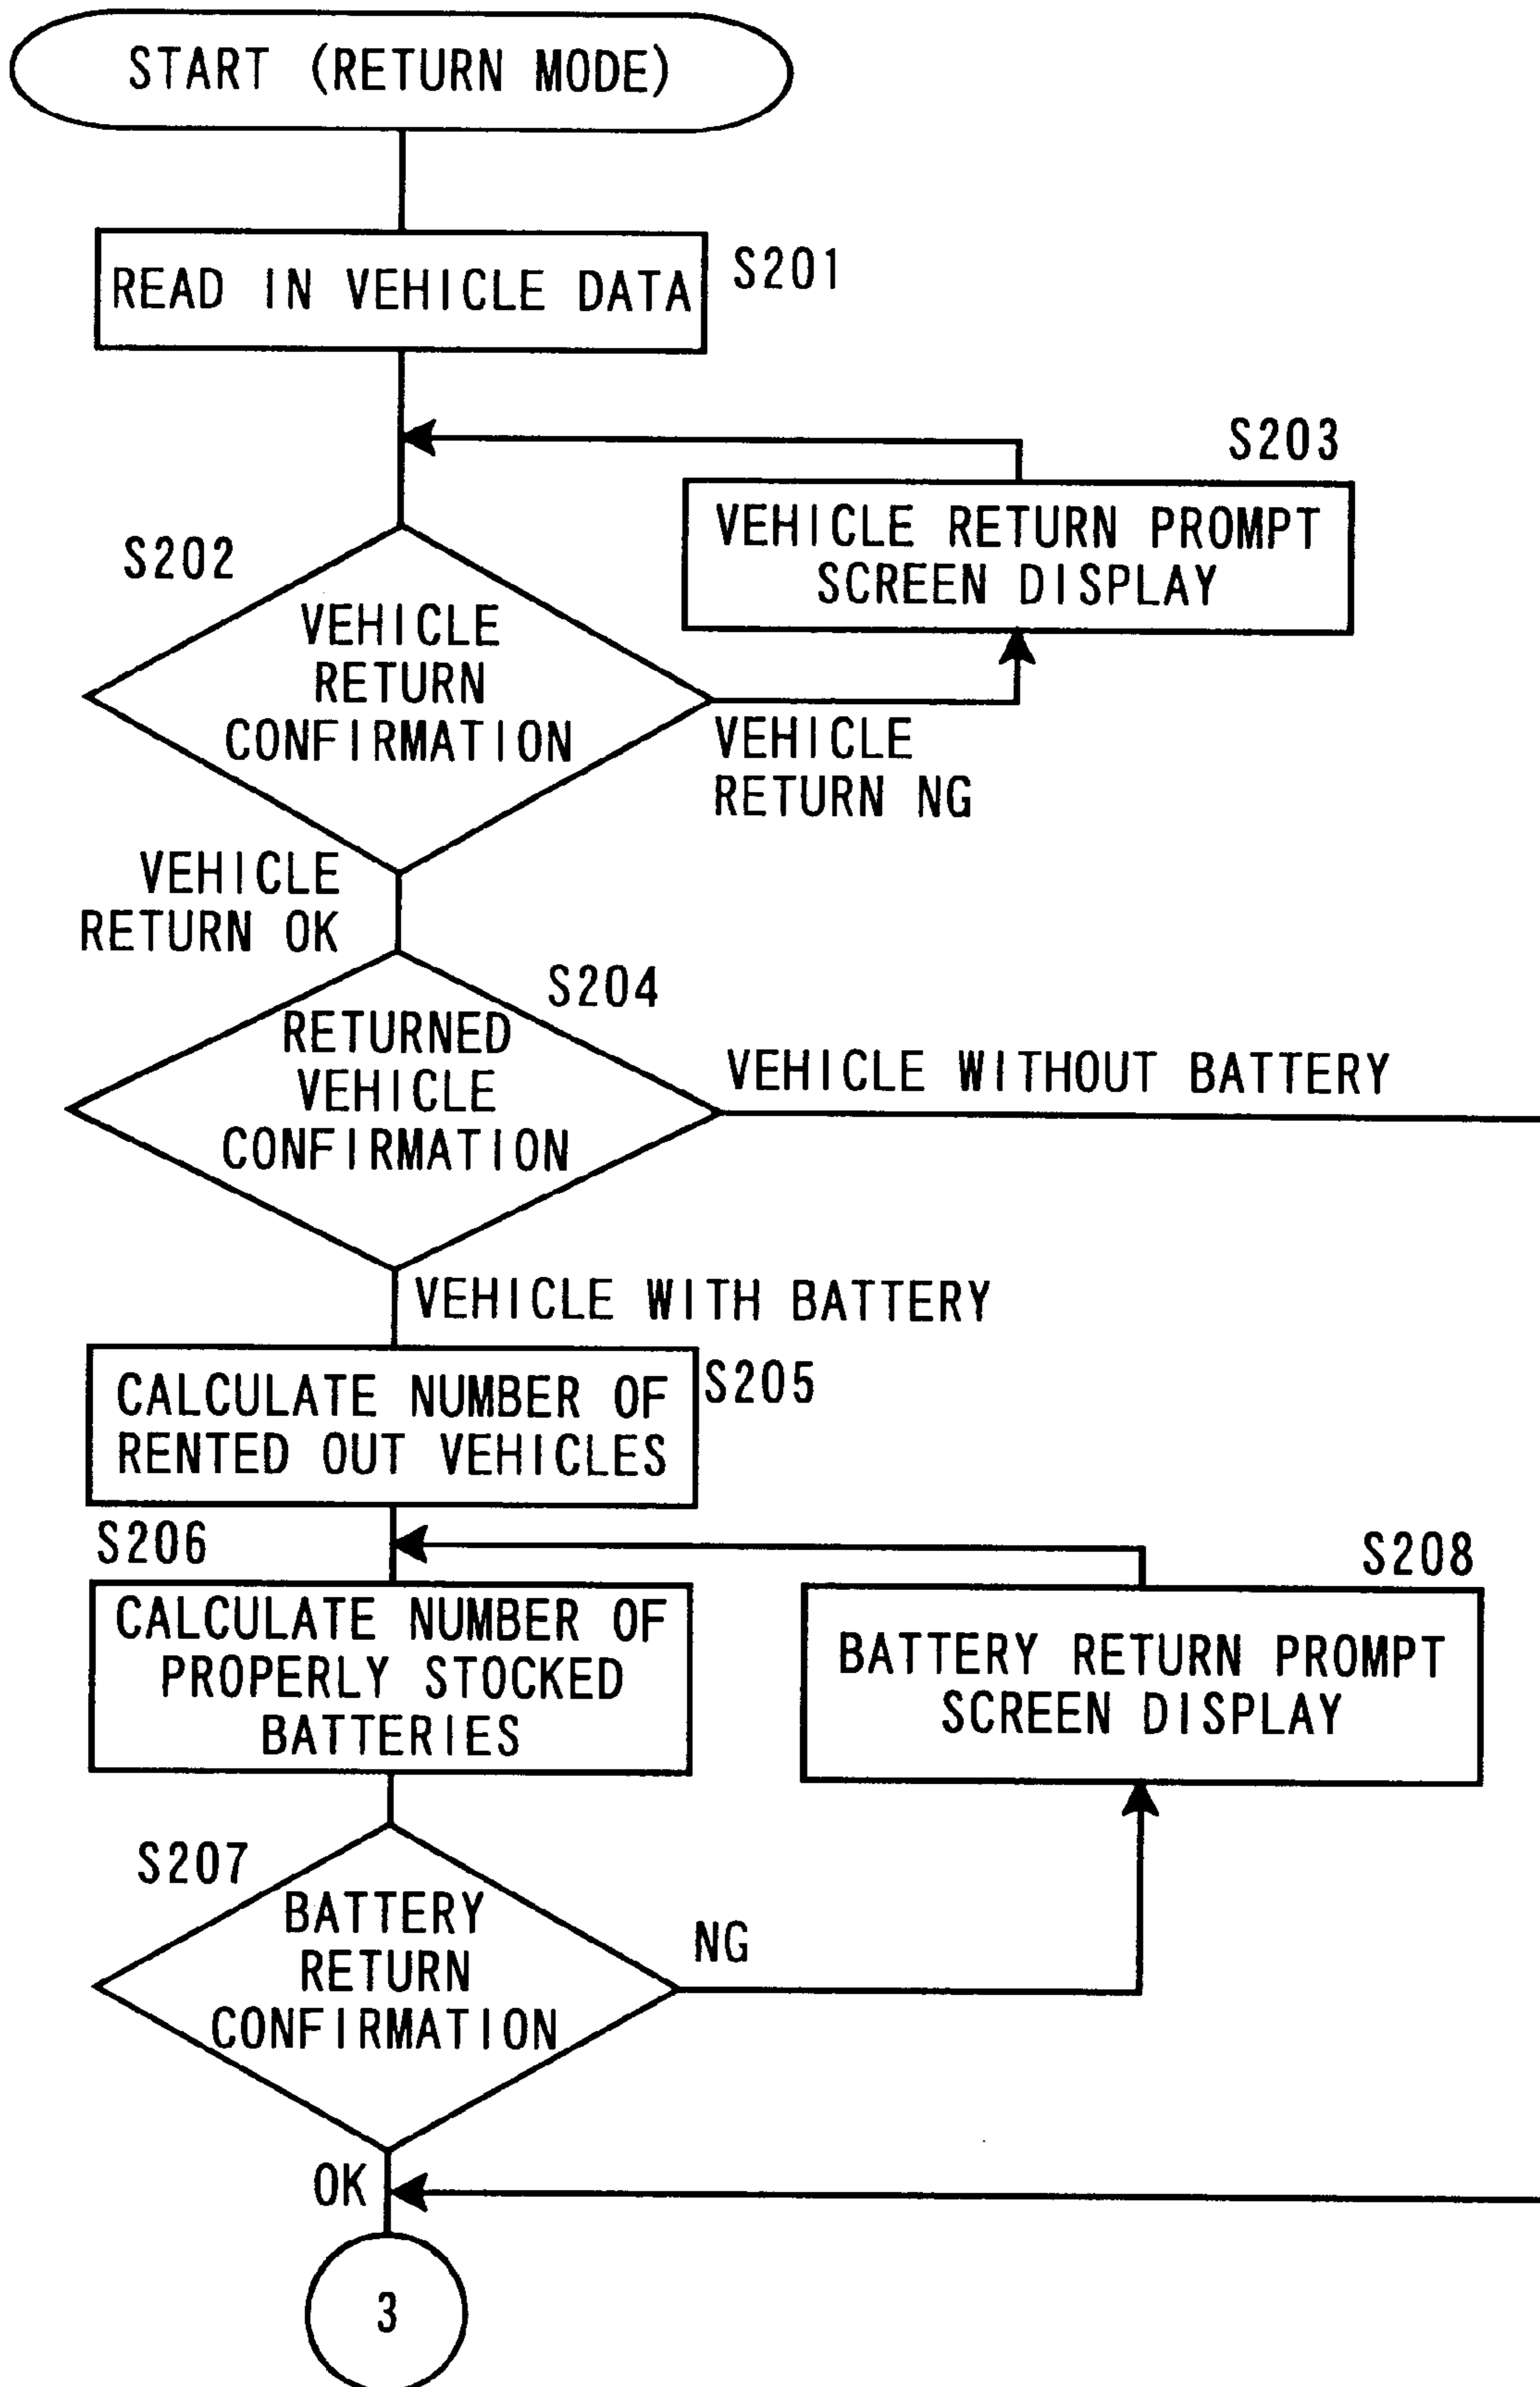 START (RETURN MODE)
READ IN VEHICLE DATA
S201
S203
VEHICLE RETURN PROMPT
SCREEN DISPLAY
S202
VEHICLE
RETURN
CONFIRMATION
VEHICLE
RETURN NG
VEHICLE
RETURN OK
S204
RETURNED
VEHICLE
CONFIRMATION
VEHICLE WITHOUT BATTERY
VEHICLE WITH BATTERY
CALCULATE NUMBER OF
RENTED OUT VEHICLES
S205
S206
CALCULATE NUMBER OF
PROPERLY STOCKED
BATTERIES
S208
BATTERY RETURN PROMPT
SCREEN DISPLAY
S207
BATTERY
RETURN
CONFIRMATION
NG
OK
3